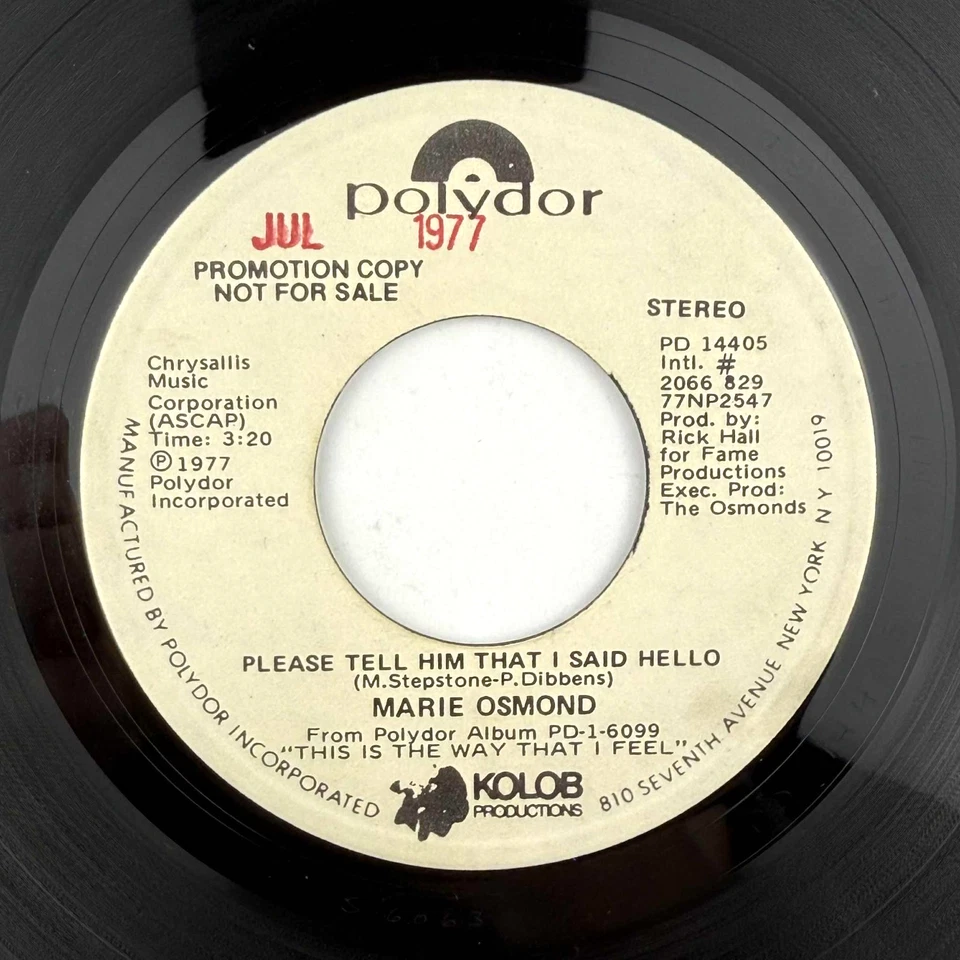 polydor
JUL 1977
PROMOTION COPY
NOT FOR SALE
STEREO
Chrysallis
Music
Corporation
(ASCAP)
Time: 3:20
Ⓟ1977
Polydor
Incorporated
PD 14405
Intl. #
2066 829
77NP2547
Prod. by:
Rick Hall
for Fame
Productions
Exec. Prod:
The Osmonds
PLEASE TELL HIM THAT I SAID HELLO
(M.Stepstone-P.Dibbens)
MARIE OSMOND
From Polydor Album PD-1-6099
"THIS IS THE WAY THAT I FEEL"
KOLOB
PRODUCTIONS
MANUFACTURED BY POLYDOR INCORPORATED 810 SEVENTH AVENUE NEW YORK N Y 10019